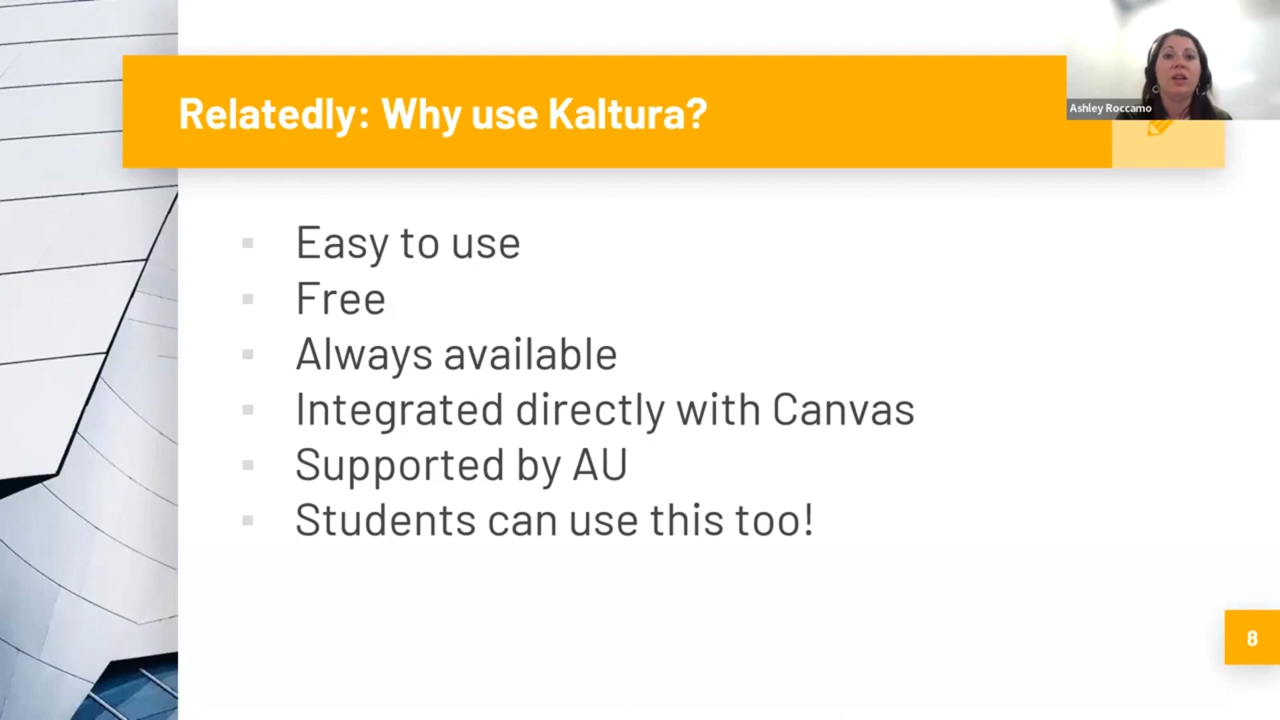 Relatedly: Why use Kaltura?
Ashley Roccamo
Easy to use
Free
Always available
Integrated directly with Canvas
Supported by AU
Students can use this too!
8